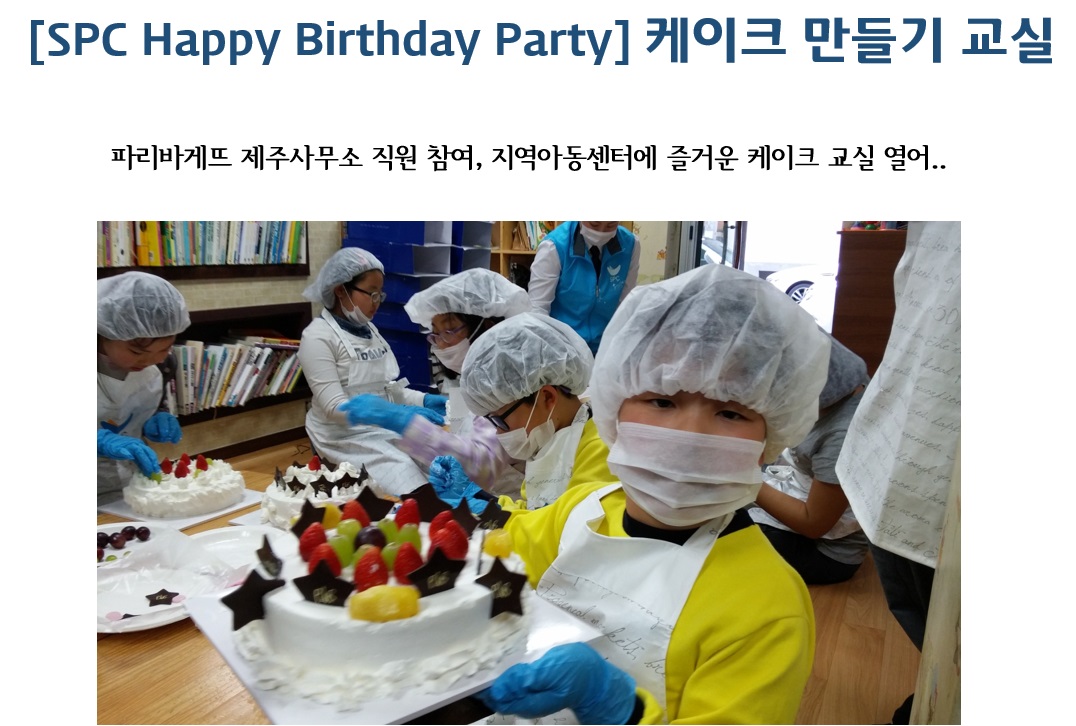 [SPC Happy Birthday Party] 케이크 만들기 교실
파리바게뜨 제주사무소 직원 참여, 지역아동센터에 즐거운 케이크 교실 열어..